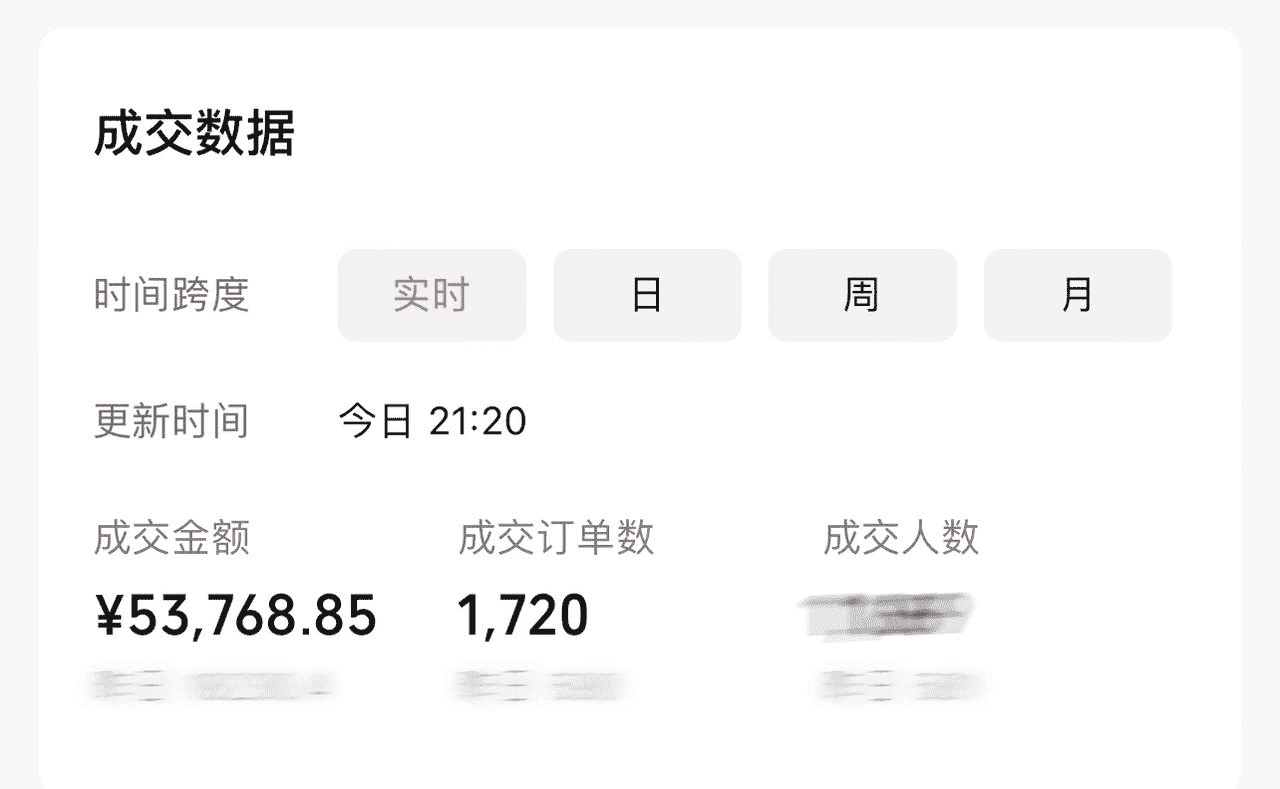 成交数据
时间跨度 实时 日 周 月
更新时间 今日 21:20
成交金额 成交订单数 成交人数
¥53,768.85 1,720